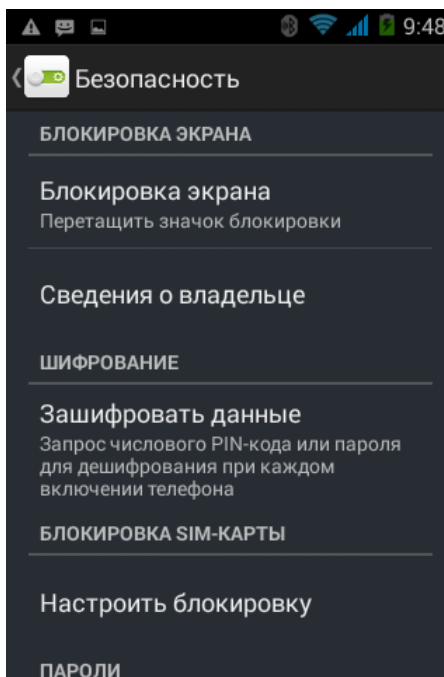 9:48
Безопасность
БЛОКИРОВКА ЭКРАНА
Блокировка экрана
Перетащить значок блокировки
Сведения о владельце
ШИФРОВАНИЕ
Зашифровать данные
Запрос числового PIN-кода или пароля
для дешифрования при каждом
включении телефона
БЛОКИРОВКА SIM-КАРТЫ
Настроить блокировку
ПАРОЛИ